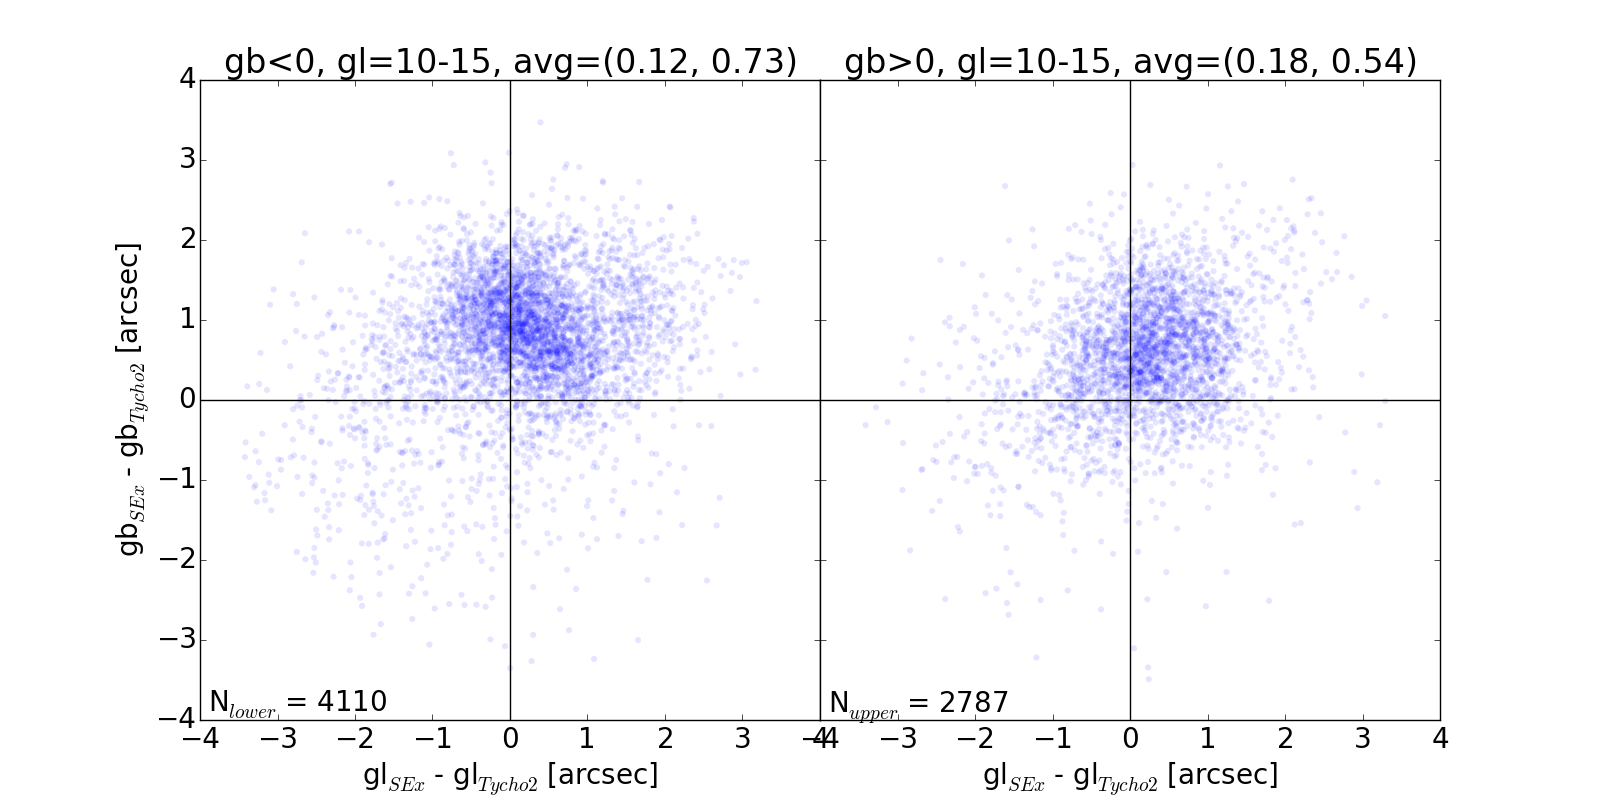 gb<0, gl=10-15, avg=(0.12, 0.73)
gb>0, gl=10-15, avg=(0.18, 0.54)
4
3
2
1
0
−1
−2
−3
−4
gb_SEx - gb_Tycho2 [arcsec]
N_lower = 4110
N_upper = 2787
−4 −3 −2 −1 0 1 2 3 4
−4 −3 −2 −1 0 1 2 3 4
gl_SEx - gl_Tycho2 [arcsec]
gl_SEx - gl_Tycho2 [arcsec]